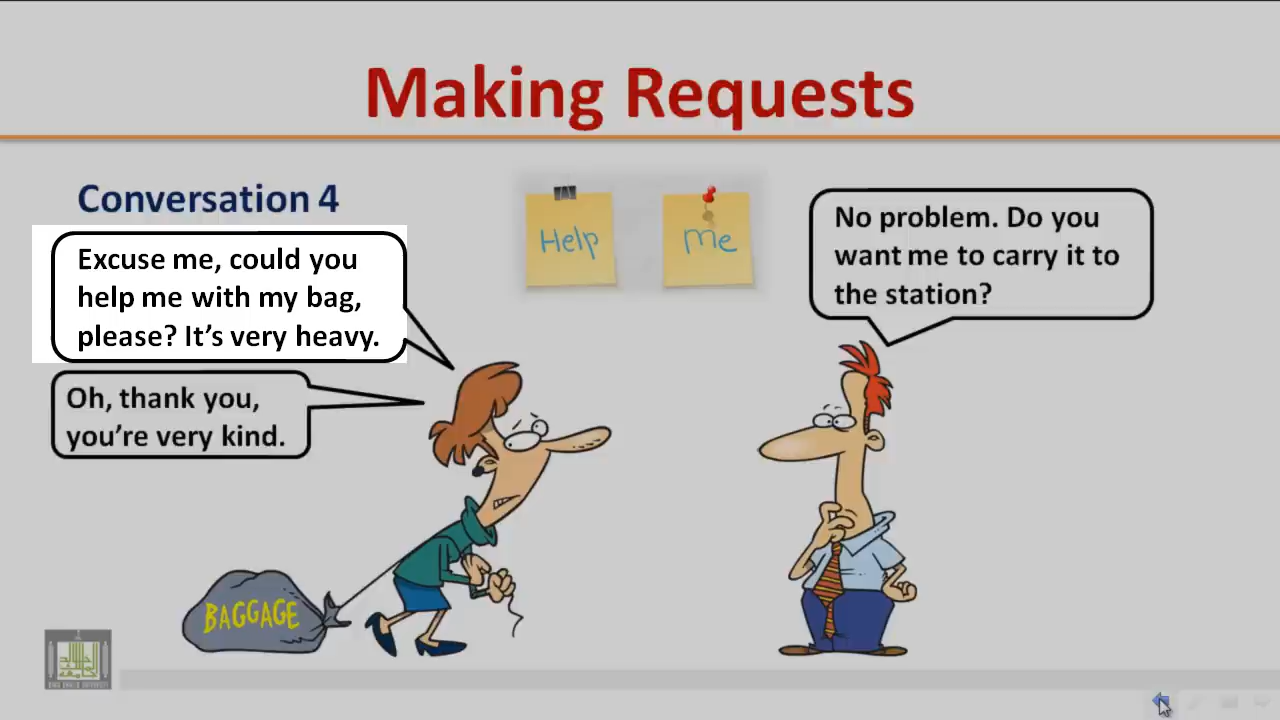 Making Requests
Conversation 4
Excuse me, could you
help me with my bag,
please? It's very heavy.
Help
Me
No problem. Do you
want me to carry it to
the station?
Oh, thank you,
you're very kind.
BAGGAGE